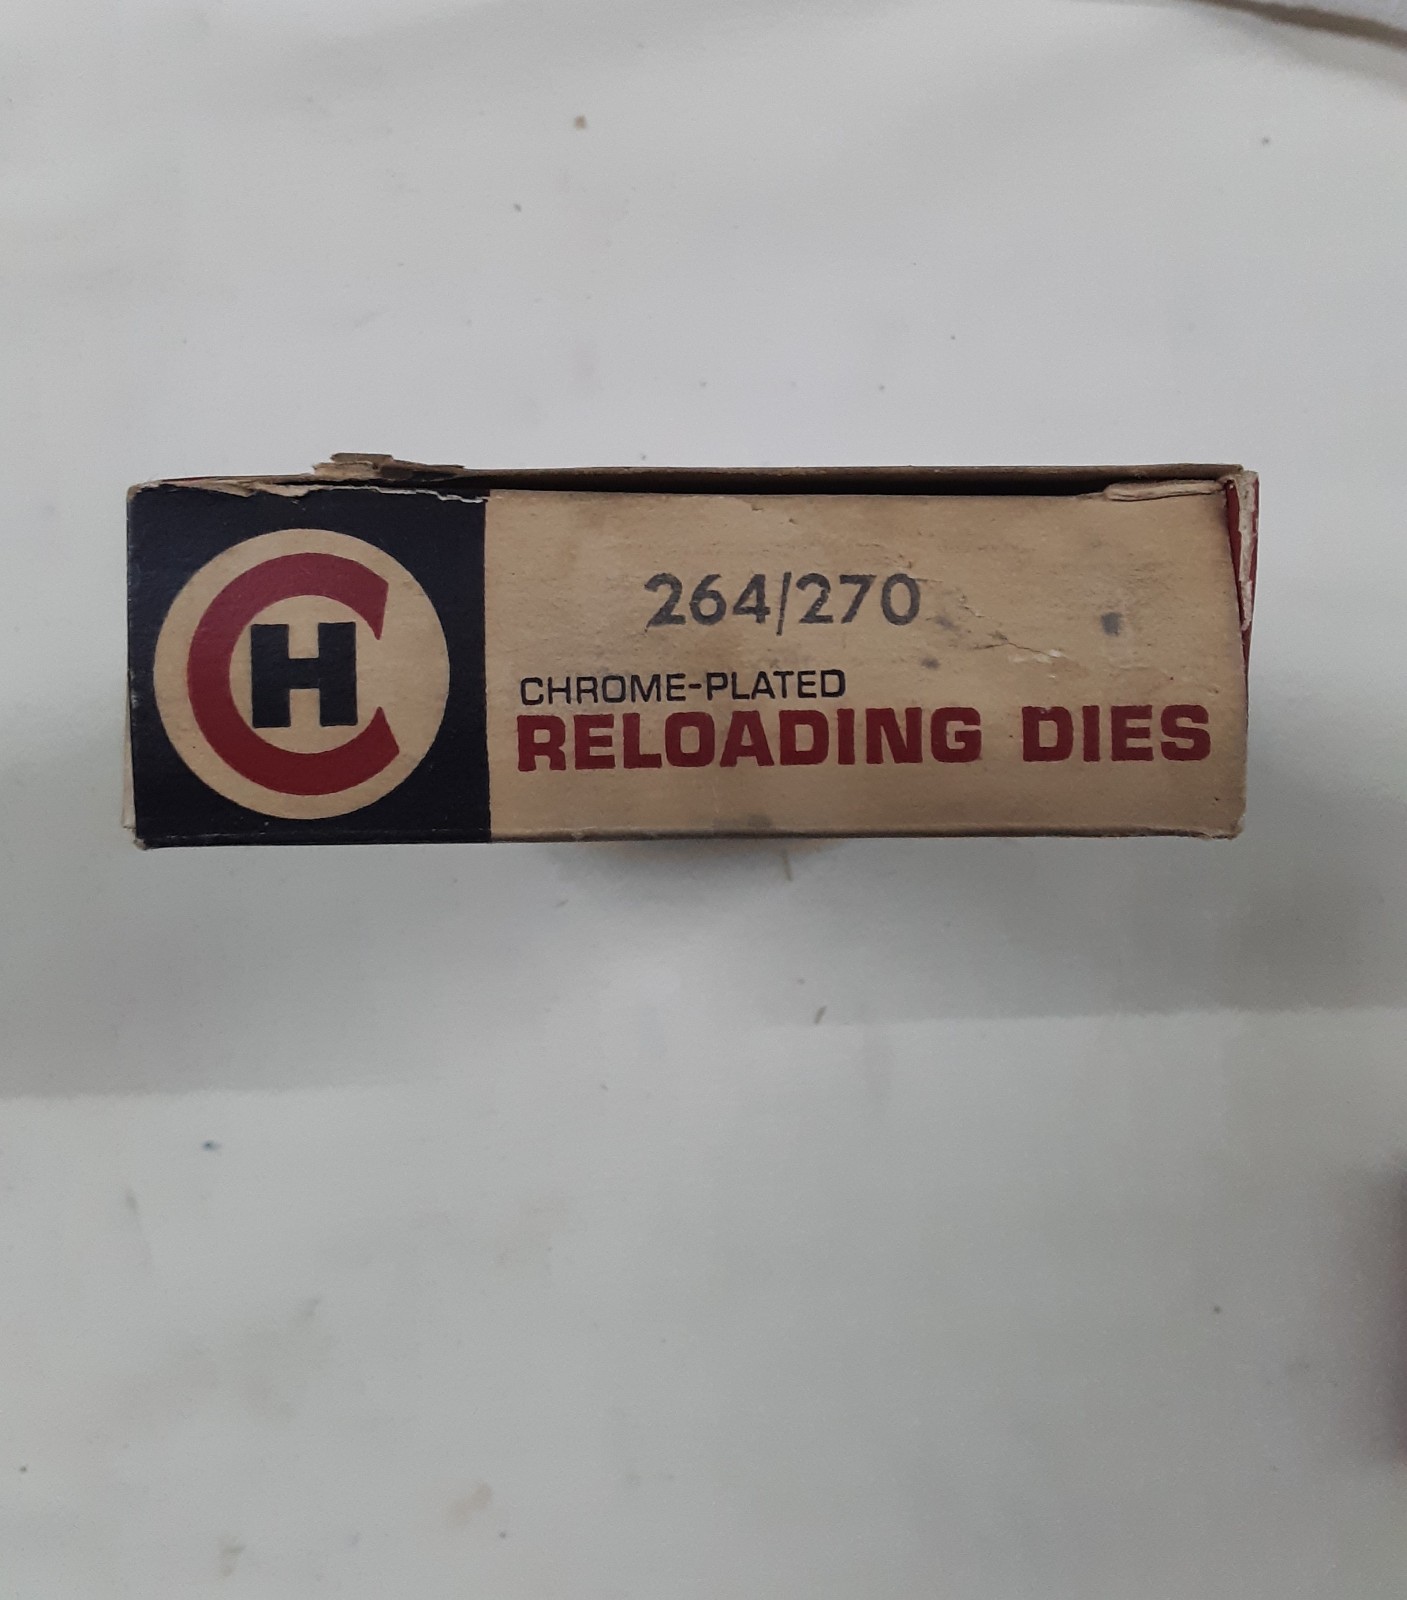 CH
264/270
CHROME-PLATED
RELOADING DIES